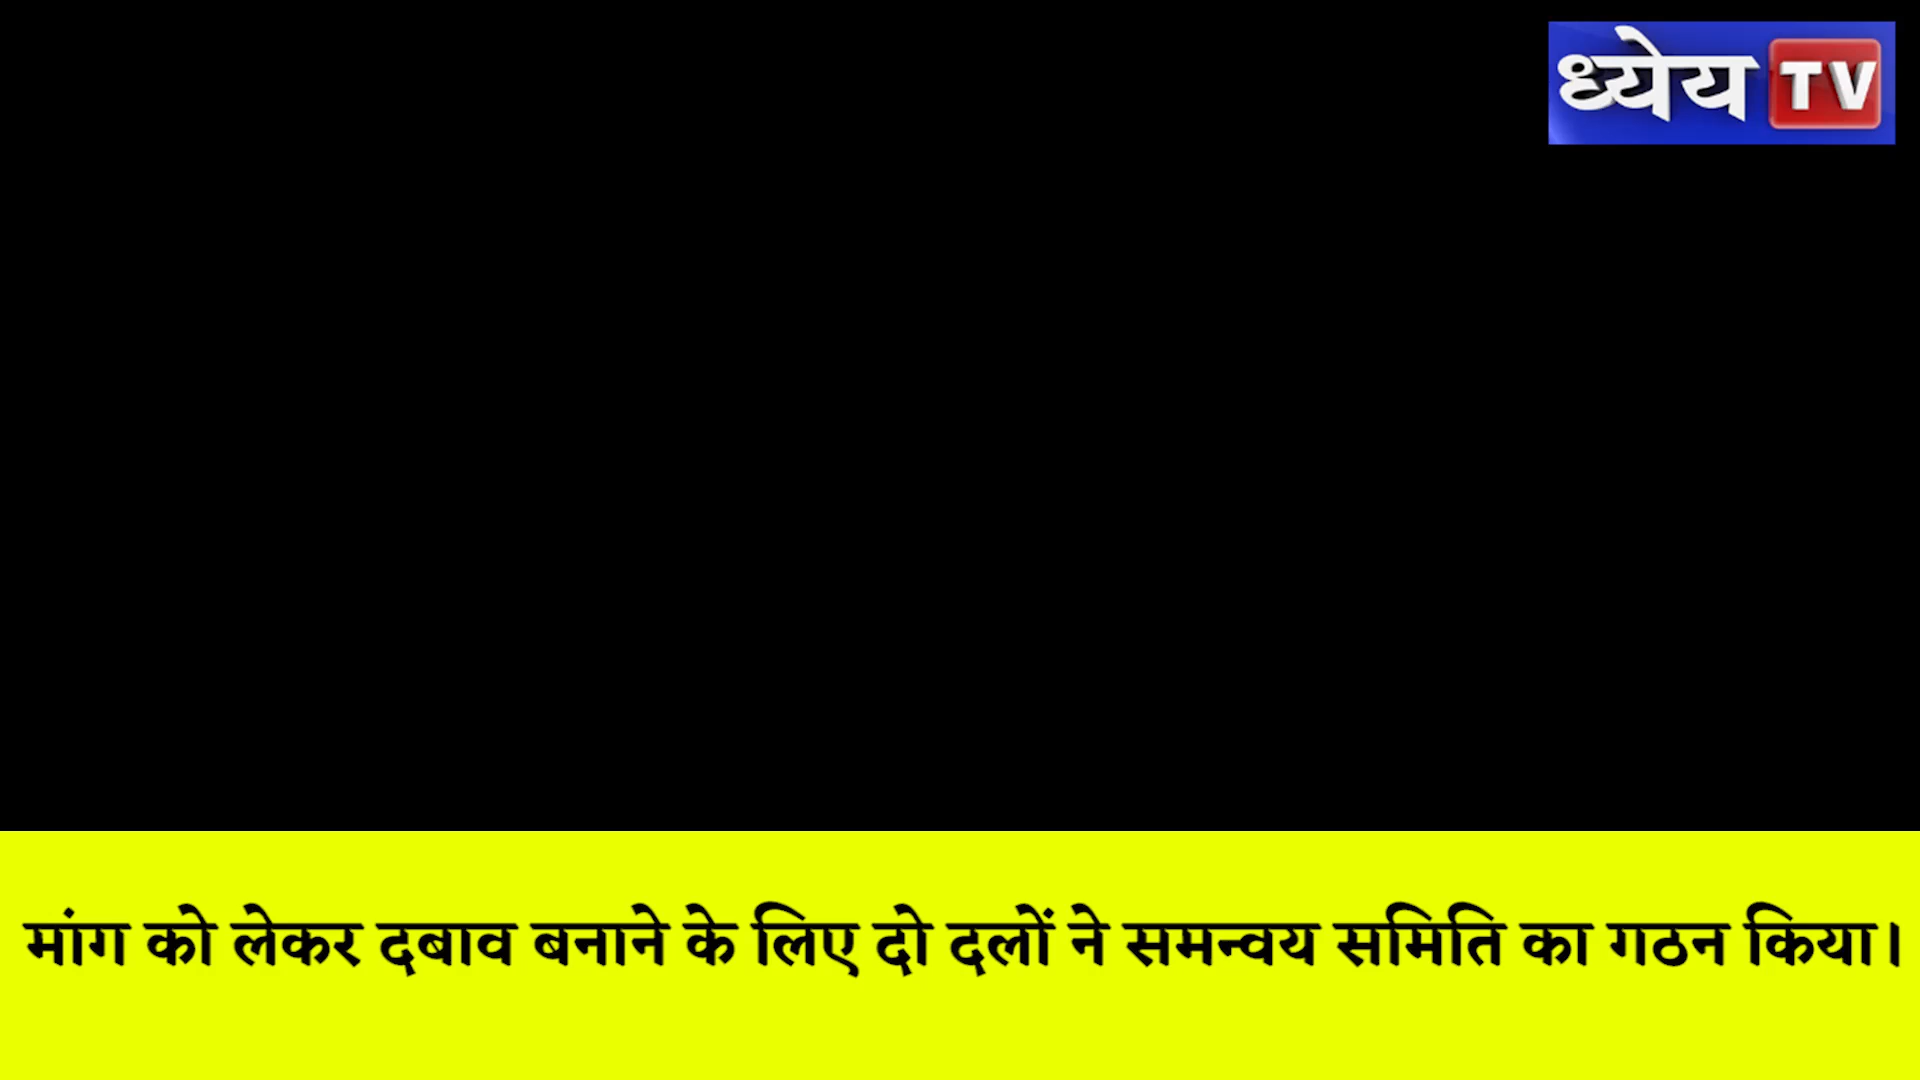 ध्येय TV
मांग को लेकर दबाव बनाने के लिए दो दलों ने समन्वय समिति का गठन किया।